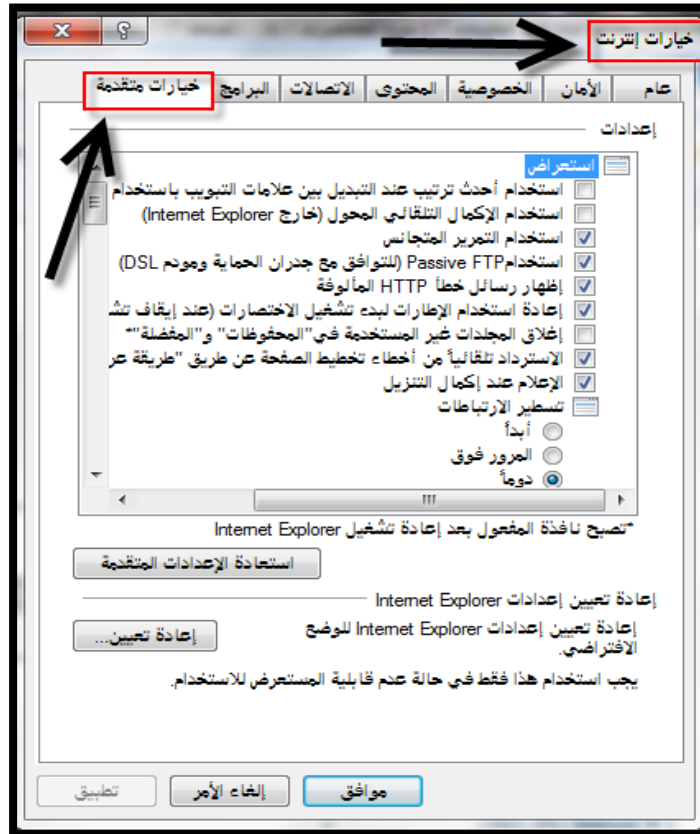 خيارات إنترنت
عام
الأمان
الخصوصية
المحتوى
الاتصالات
البرامج
خيارات متقدمة
إعدادات
استعراض
استخدام أحدث ترتيب عند التبديل بين علامات التبويب باستخدام
استخدام الإكمال التلقائي المحول (خارج Internet Explorer)
استخدام التمرير المتجانس
استخدامPassive FTP (للتوافق مع جدران الحماية ومودم DSL)
إظهار رسائل خطأ HTTP المألوفة
إعادة استخدام الإطارات لبدء تشغيل الاختصارات (عند إيقاف تش
إغلاق المجلدات غير المستخدمة في"المحفوظات" و"المفضلة"*
الاسترداد تلقائياً من أخطاء تخطيط الصفحة عن طريق "طريقة عر
الإعلام عند إكمال التنزيل
تسطير الارتباطات
أبداً
المرور فوق
دوماً
*تصبح نافذة المفعول بعد إعادة تشغيل Internet Explorer
استعادة الإعدادات المتقدمة
إعادة تعيين إعدادات Internet Explorer
إعادة تعيين إعدادات Internet Explorer للوضع
الافتراضي.
إعادة تعيين...
يجب استخدام هذا فقط في حالة عدم قابلية المستعرض للاستخدام.
موافق
إلغاء الأمر
تطبيق